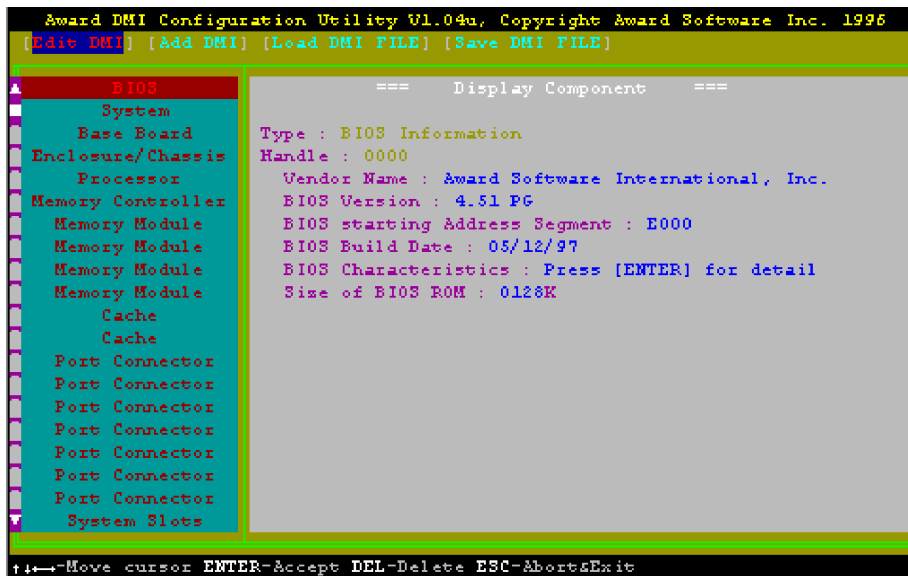 Award DMI Configuration Utility V1.04u, Copyright Award Software Inc. 1996
[Edit DMI] [Add DMI] [Load DMI FILE] [Save DMI FILE]
BIOS
System
Base Board
Enclosure/Chassis
Processor
Memory Controller
Memory Module
Memory Module
Memory Module
Memory Module
Cache
Cache
Port Connector
Port Connector
Port Connector
Port Connector
Port Connector
Port Connector
Port Connector
System Slots
=== Display Component ===
Type : BIOS Information
Handle : 0000
Vendor Name : Award Software International, Inc.
BIOS Version : 4.51 PG
BIOS starting Address Segment : E000
BIOS Build Date : 05/12/97
BIOS Characteristics : Press [ENTER] for detail
Size of BIOS ROM : 0128K
↑↓←→-Move cursor ENTER-Accept DEL-Delete ESC-Abort&Exit